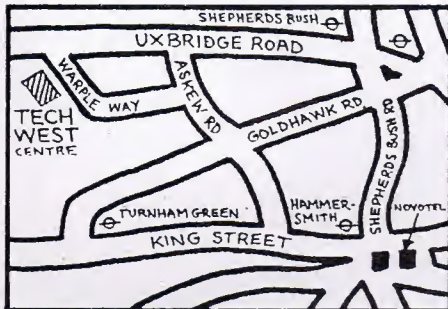 SHEPHERDS BUSH
UXBRIDGE ROAD
WARPLE WAY
ASKEW RD
TECH
WEST
CENTRE
GOLDHAWK RD
SHEPHERDS BUSH RD
TURNHAM GREEN
HAMMER-
SMITH
NOVOTEL
KING STREET